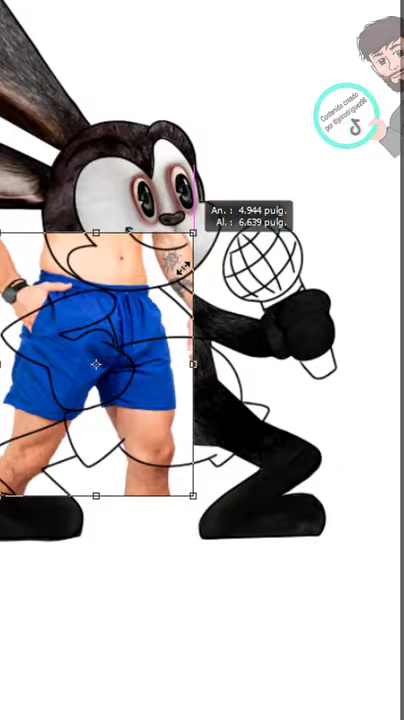 Contenido creado
An. : 4.944 pulg.
Al. : 6.639 pulg.